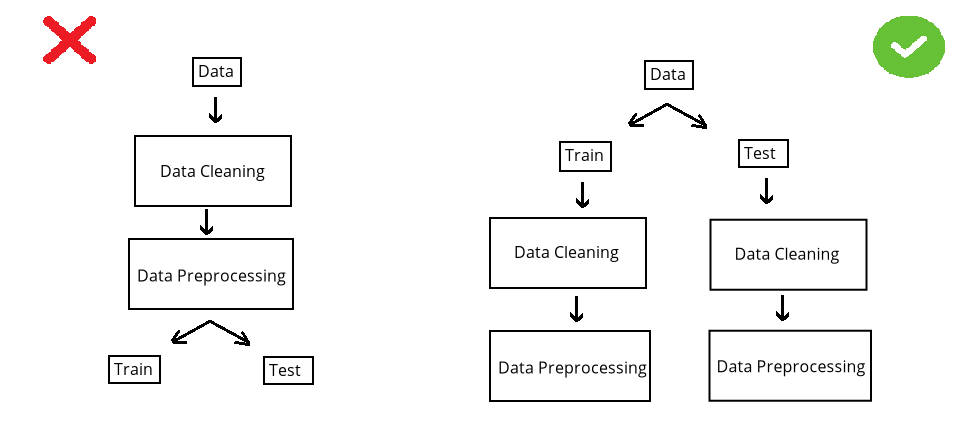 Data
Data Cleaning
Data Preprocessing
Train
Test
Data
Train
Test
Data Cleaning
Data Cleaning
Data Preprocessing
Data Preprocessing